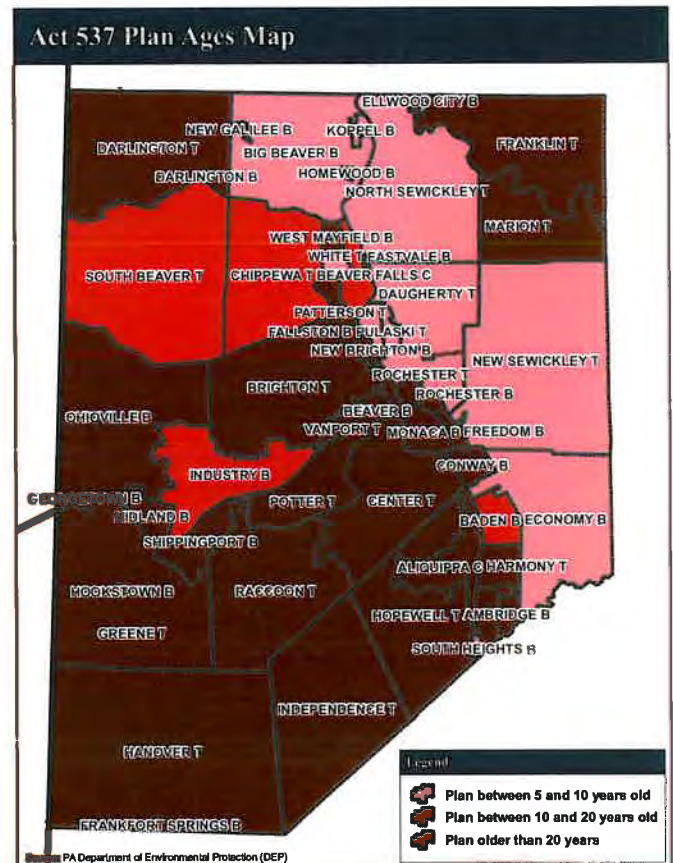 Act 537 Plan Ages Map
ELLWOOD CITY B
NEW GALILEE B KOPPEL B
DARLINGTON T BIG BEAVER B FRANKLIN T
DARLINGTON B HOMEWOOD B
NORTH SEWICKLEY T
MARION T
WEST MAYFIELD B
WHITE T EASTVALE B
SOUTH BEAVER T CHIPPEWA T BEAVER FALLS C
DAUGHERTY T
PATTERSON T
FALLSTON B PULASKI T
NEW BRIGHTON B
NEW SEWICKLEY T
ROCHESTER T
BRIGHTON T ROCHESTER B
BEAVER B
OHIOVILLE B
VANPORT T MONACA B FREEDOM B
CONWAY B
INDUSTRY B
GEORGETOWN B POTTER T CENTER T
MIDLAND B BADEN B ECONOMY B
SHIPPINGPORT B
ALIQUIPPA C HARMONY T
HOOKSTOWN B RACCOON T
HOPEWELL T AMBRIDGE B
GREENE T
SOUTH HEIGHTS B
INDEPENDENCE T
HANOVER T
FRANKFORT SPRINGS B
Legend
Plan between 5 and 10 years old
Plan between 10 and 20 years old
Plan older than 20 years
Source: PA Department of Environmental Protection (DEP)